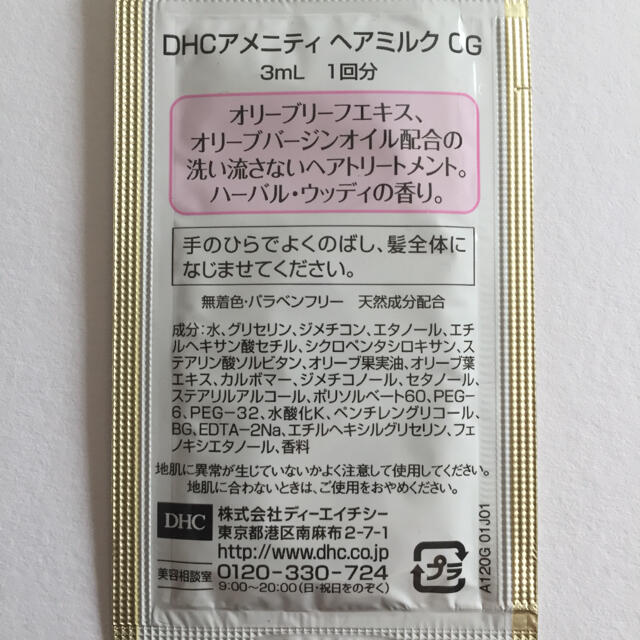 DHCアメニティ ヘアミルク CG
3mL 1回分
オリーブリーフエキス、
オリーブバージンオイル配合の
洗い流さないヘアトリートメント。
ハーバル・ウッディの香り。
手のひらでよくのばし、髪全体に
なじませてください。
無着色・パラベンフリー 天然成分配合
成分:水、グリセリン、ジメチコン、エタノール、エチ
ルヘキサン酸セチル、シクロペンタシロキサン、ス
テアリン酸ソルビタン、オリーブ果実油、オリーブ葉
エキス、カルボマー、ジメチコノール、セタノール、
ステアリルアルコール、ポリソルベート60、PEG-
6、PEG-32、水酸化K、ペンチレングリコール、
BG、EDTA-2Na、エチルヘキシルグリセリン、フェ
ノキシエタノール、香料
地肌に異常が生じていないかよく注意して使用してください。
地肌に合わないときは、ご使用をおやめください。
DHC 株式会社ディーエイチシー
東京都港区南麻布2-7-1
http://www.dhc.co.jp
美容相談室 0120-330-724
9:00~20:00(日・祝日をのぞく)
プラ
A120G 01J01